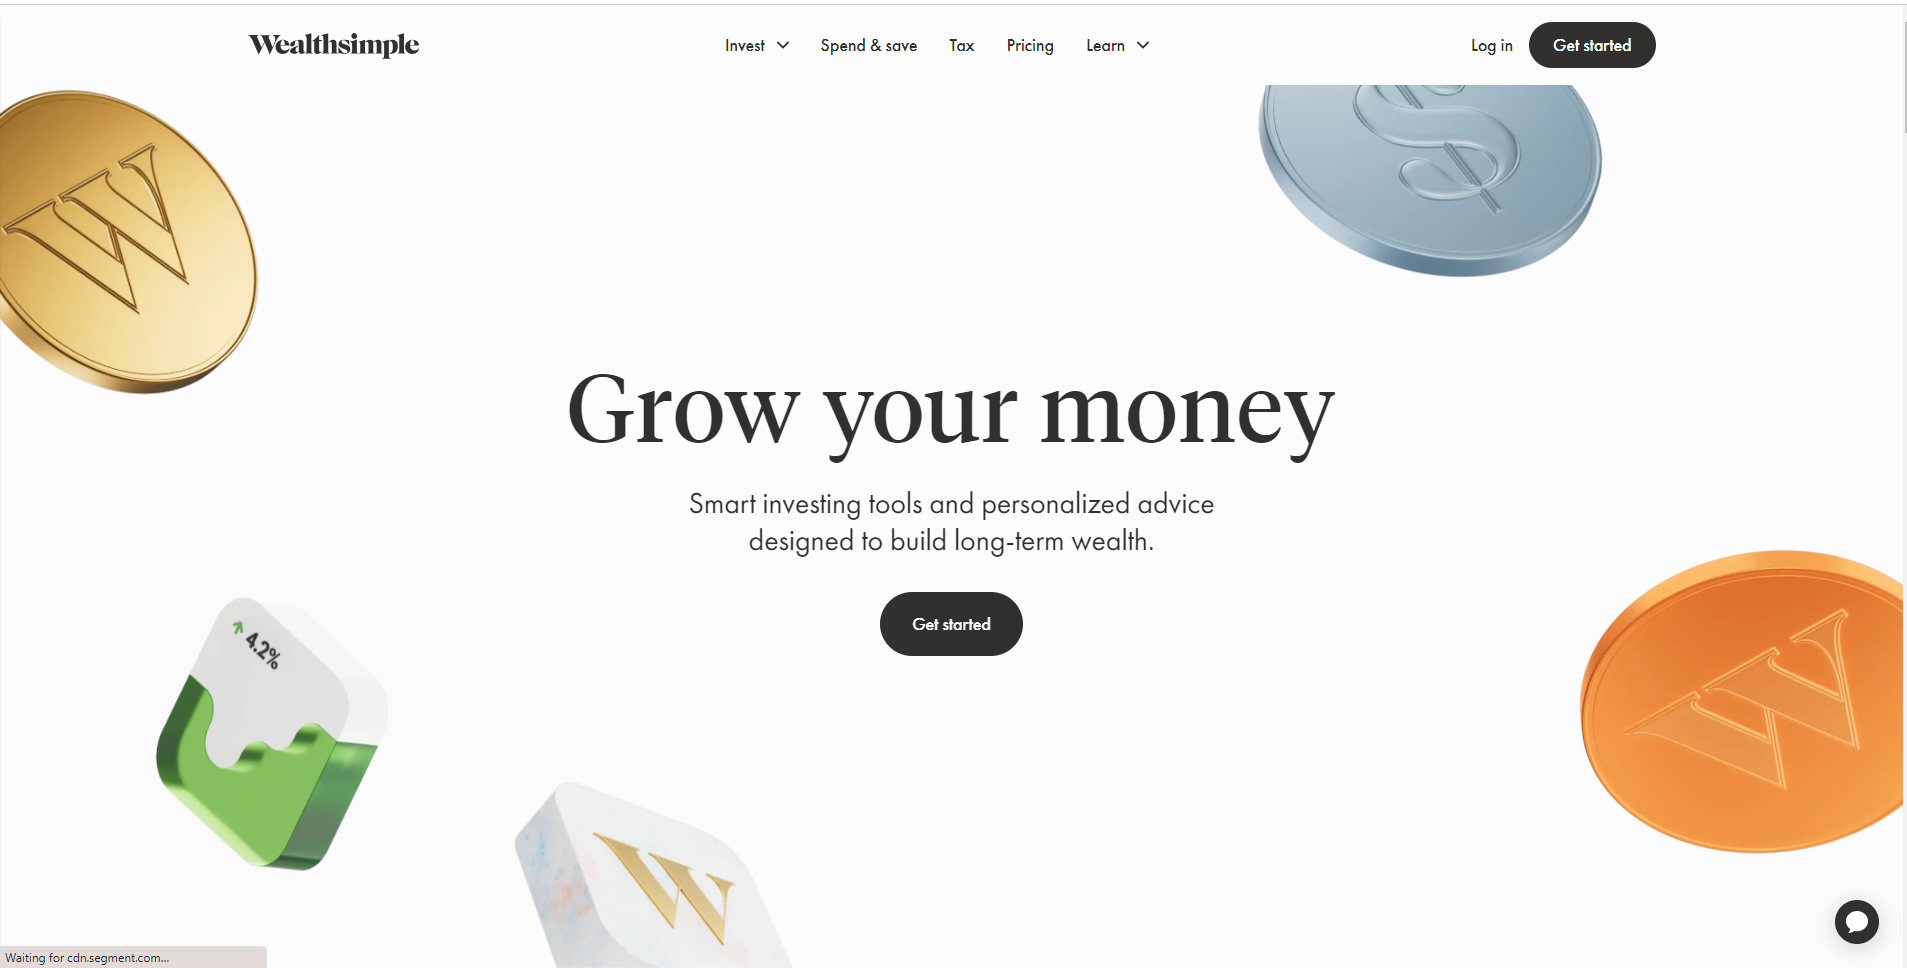 Wealthsimple
Invest
Spend & save
Tax
Pricing
Learn
Log in
Get started
W
$
Grow your money
Smart investing tools and personalized advice
designed to build long-term wealth.
Get started
4.2%
W
W
Waiting for cdn.segment.com...